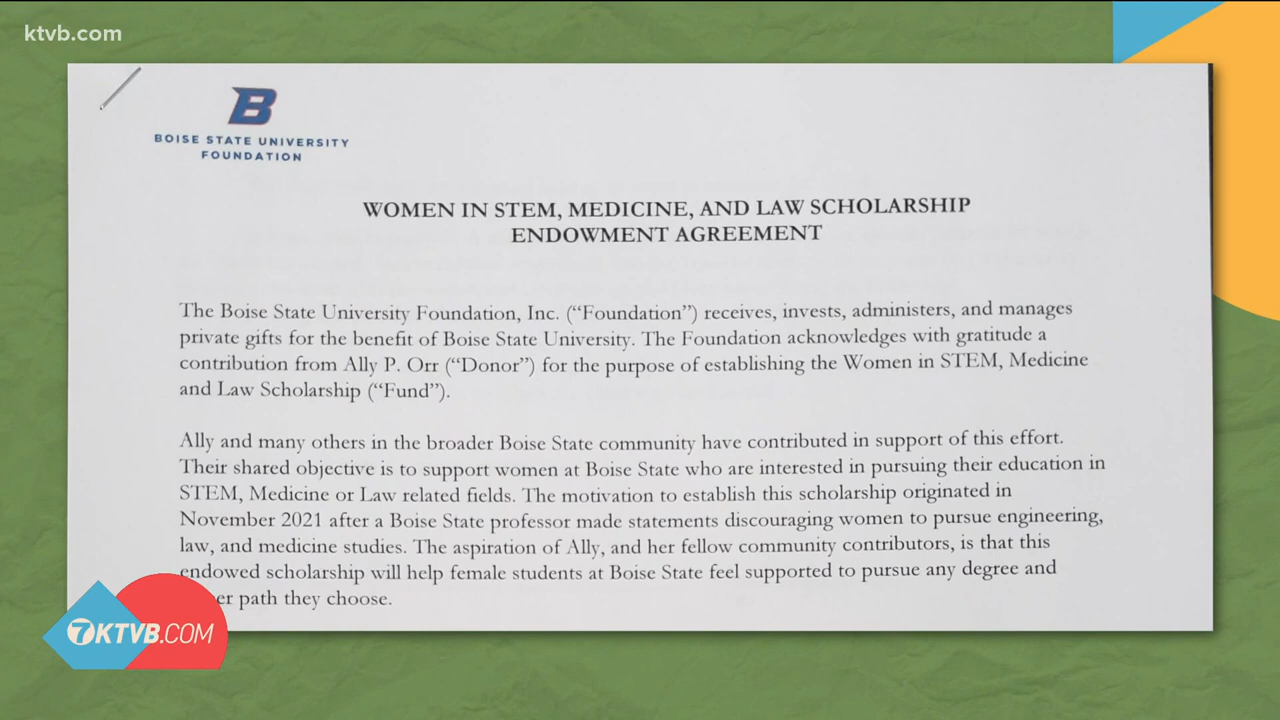 ktvb.com
B
BOISE STATE UNIVERSITY
FOUNDATION
WOMEN IN STEM, MEDICINE, AND LAW SCHOLARSHIP
ENDOWMENT AGREEMENT
The Boise State University Foundation, Inc. (“Foundation”) receives, invests, administers, and manages
private gifts for the benefit of Boise State University. The Foundation acknowledges with gratitude a
contribution from Ally P. Orr (“Donor”) for the purpose of establishing the Women in STEM, Medicine
and Law Scholarship (“Fund”).
Ally and many others in the broader Boise State community have contributed in support of this effort.
Their shared objective is to support women at Boise State who are interested in pursuing their education in
STEM, Medicine or Law related fields. The motivation to establish this scholarship originated in
November 2021 after a Boise State professor made statements discouraging women to pursue engineering,
law, and medicine studies. The aspiration of Ally, and her fellow community contributors, is that this
endowed scholarship will help female students at Boise State feel supported to pursue any degree and
path they choose.
7KTVB.COM